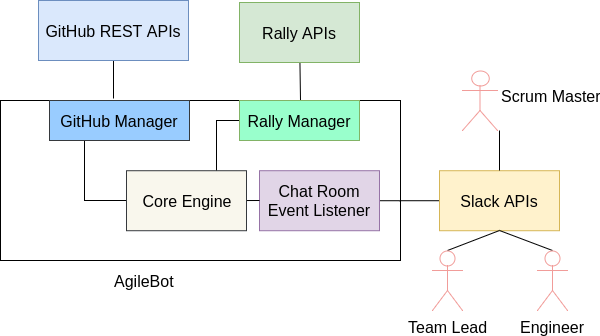 GitHub REST APIs
Rally APIs
Scrum Master
GitHub Manager
Rally Manager
Core Engine
Chat Room
Event Listener
Slack APIs
AgileBot
Team Lead
Engineer